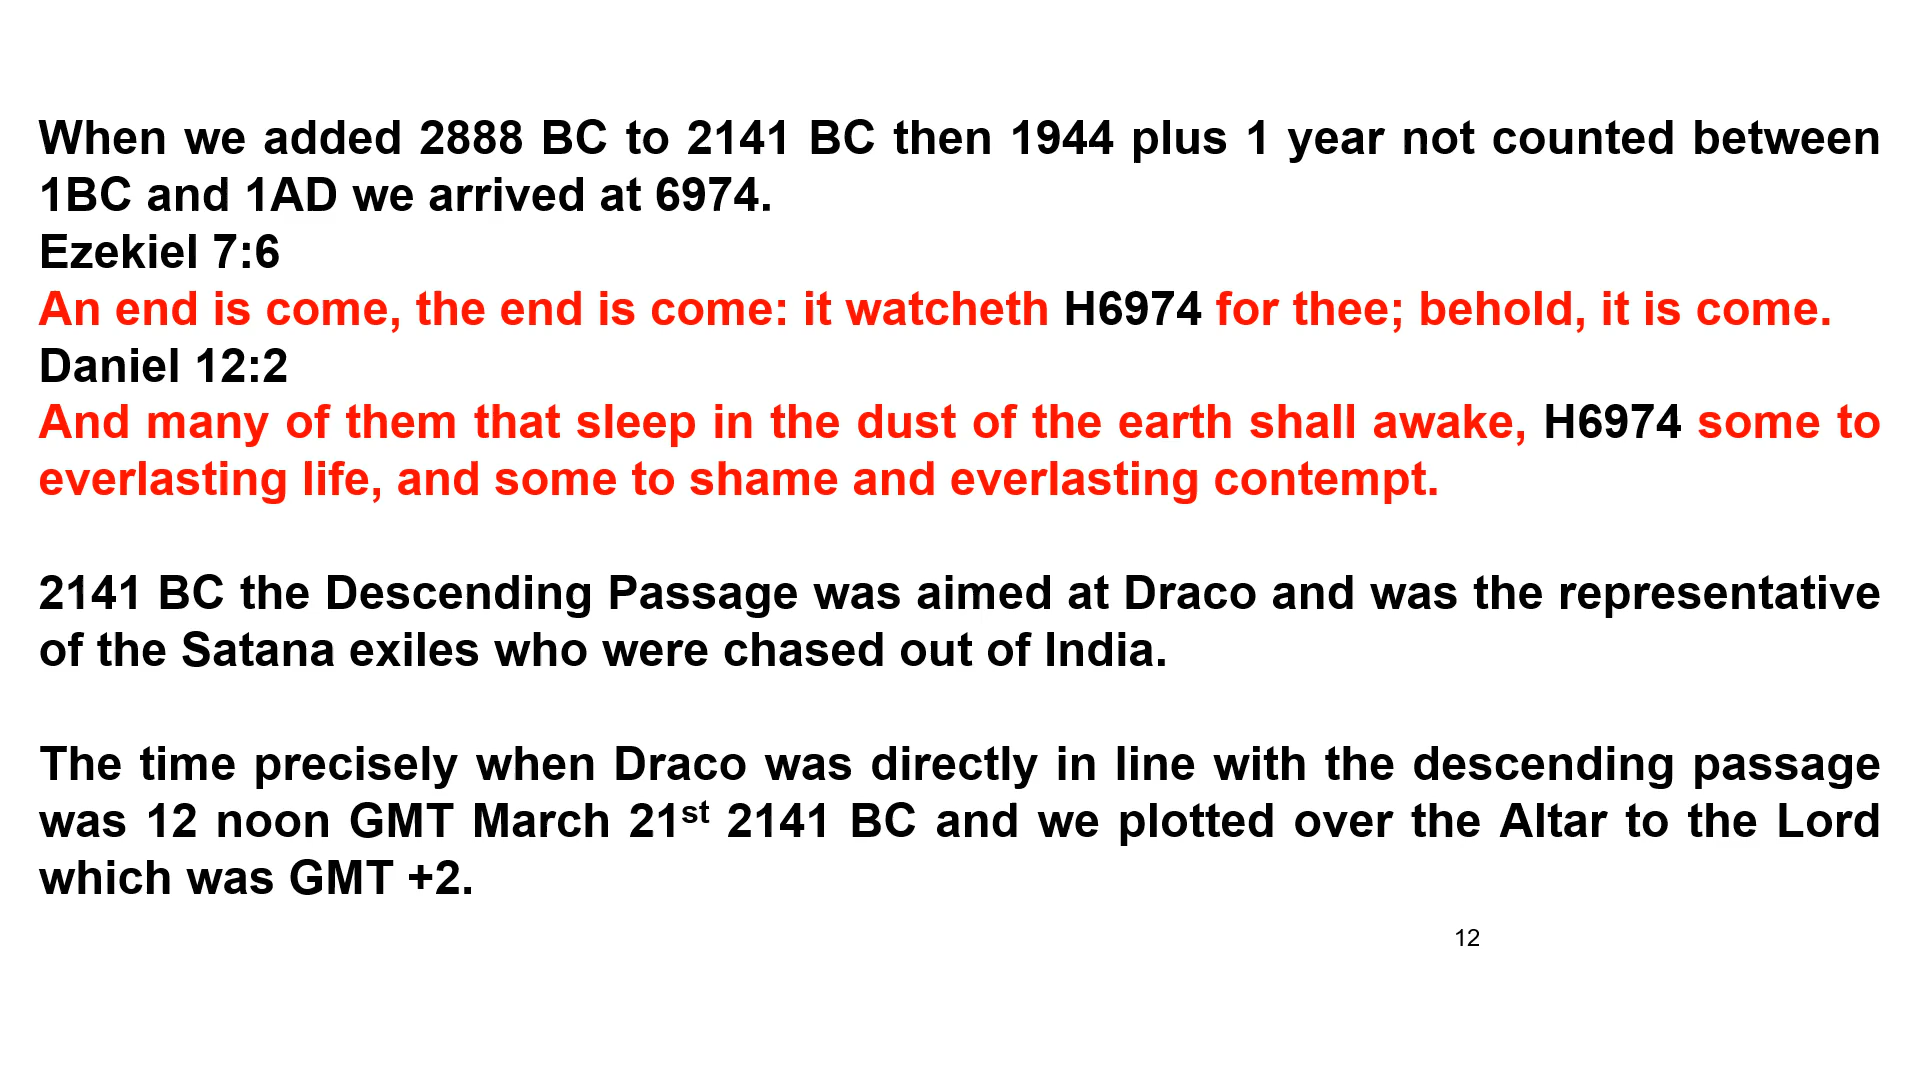 When we added 2888 BC to 2141 BC then 1944 plus 1 year not counted between
1BC and 1AD we arrived at 6974.
Ezekiel 7:6
An end is come, the end is come: it watcheth H6974 for thee; behold, it is come.
Daniel 12:2
And many of them that sleep in the dust of the earth shall awake, H6974 some to
everlasting life, and some to shame and everlasting contempt.
2141 BC the Descending Passage was aimed at Draco and was the representative
of the Satana exiles who were chased out of India.
The time precisely when Draco was directly in line with the descending passage
was 12 noon GMT March 21st 2141 BC and we plotted over the Altar to the Lord
which was GMT +2.
12